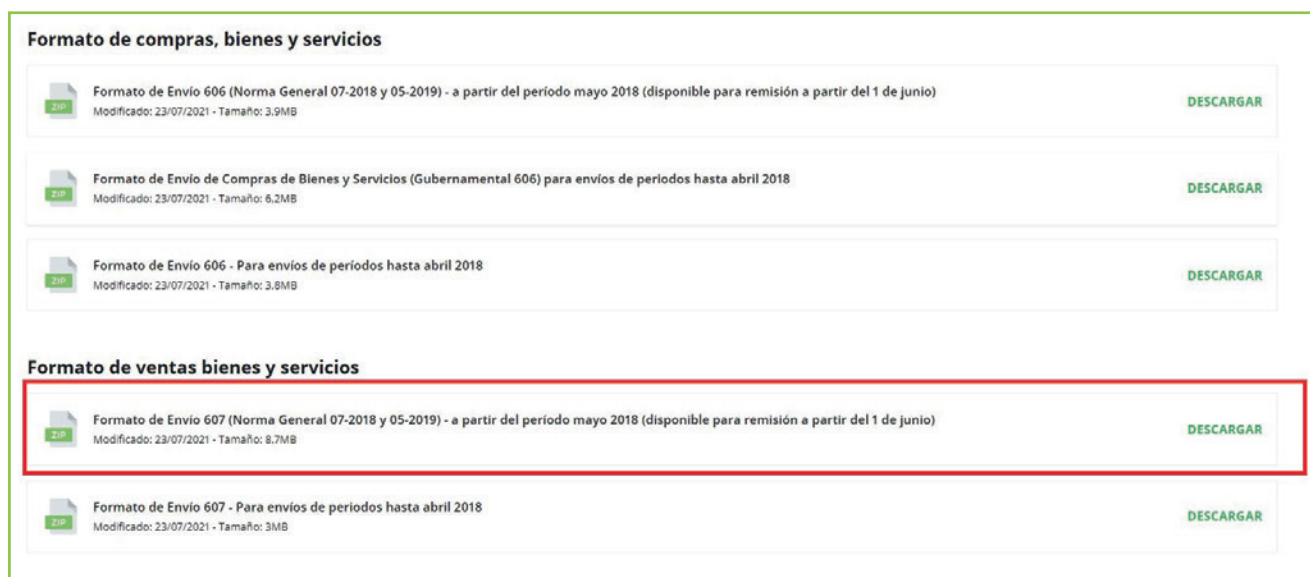 Formato de compras, bienes y servicios
ZIP
Formato de Envío 606 (Norma General 07-2018 y 05-2019) - a partir del período mayo 2018 (disponible para remisión a partir del 1 de junio)
Modificado: 23/07/2021 - Tamaño: 3.9MB
DESCARGAR
ZIP
Formato de Envío de Compras de Bienes y Servicios (Gubernamental 606) para envíos de periodos hasta abril 2018
Modificado: 23/07/2021 - Tamaño: 6.2MB
DESCARGAR
ZIP
Formato de Envío 606 - Para envíos de períodos hasta abril 2018
Modificado: 23/07/2021 - Tamaño: 3.8MB
DESCARGAR
Formato de ventas bienes y servicios
ZIP
Formato de Envío 607 (Norma General 07-2018 y 05-2019) - a partir del período mayo 2018 (disponible para remisión a partir del 1 de junio)
Modificado: 23/07/2021 - Tamaño: 8.7MB
DESCARGAR
ZIP
Formato de Envío 607 - Para envíos de periodos hasta abril 2018
Modificado: 23/07/2021 - Tamaño: 3MB
DESCARGAR